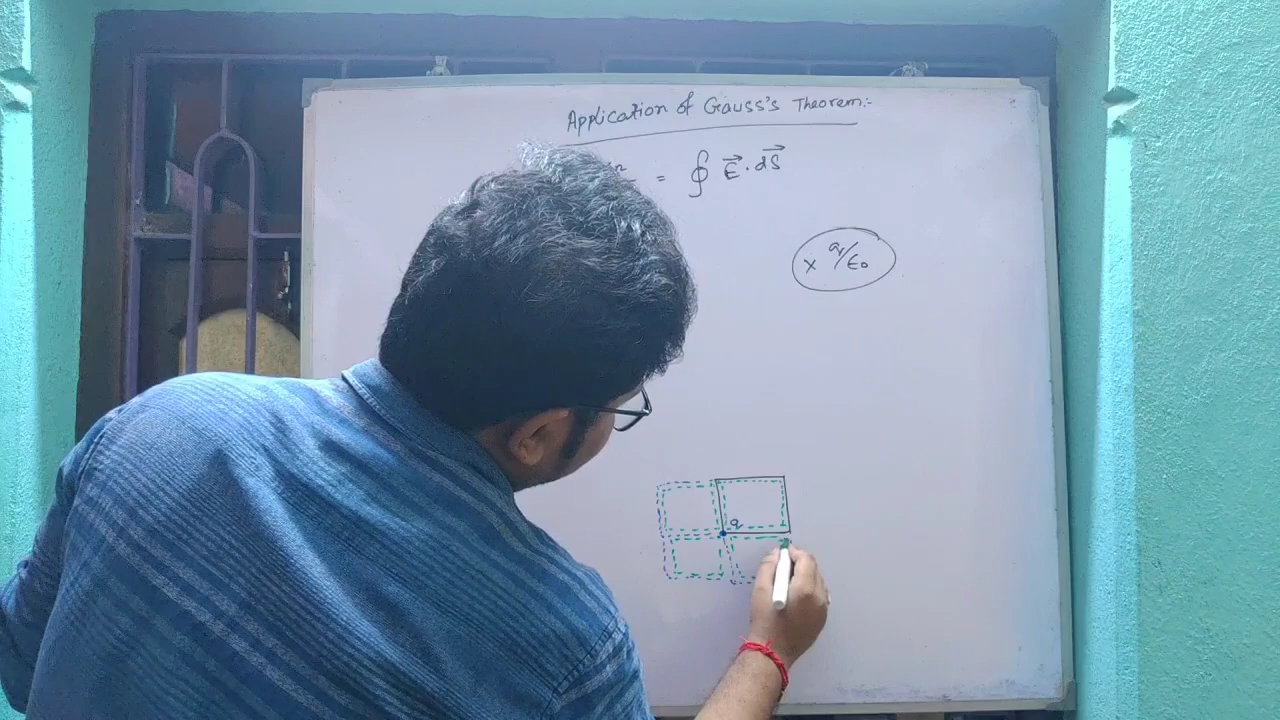 Application of Gauss's Theorem:-
= ∮ E⃗ . dS⃗
x q/ϵ₀
q